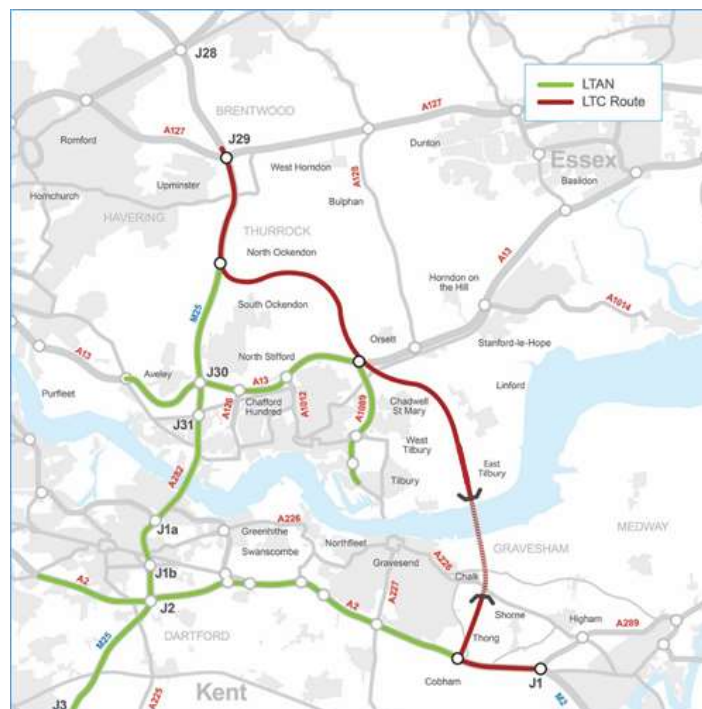 J28
LTAN
LTC Route
BRENTWOOD
A127
Romford
A127
J29
Dunton
Essex
West Horndon
Upminster
A128
Basildon
Hornchurch
Bulphan
HAVERING
THURROCK
North Ockendon
A13
Horndon on
the Hill
M25
South Ockendon
A1014
Orsett
Stanford-le-Hope
A13
North Stifford
Aveley
J30
A13
Linford
Purfleet
Chafford
Hundred
A126
A1012
A1089
Chadwell
St Mary
J31
West
Tilbury
A282
East
Tilbury
Tilbury
J1a
A226
MEDWAY
Greenhithe
Northfleet
GRAVESHAM
Swanscombe
A226
J1b
Gravesend
Chalk
A2
A227
J2
A2
Shorne
Higham
A289
M25
DARTFORD
Thong
Cobham
J1
Kent
M2
J3
A225